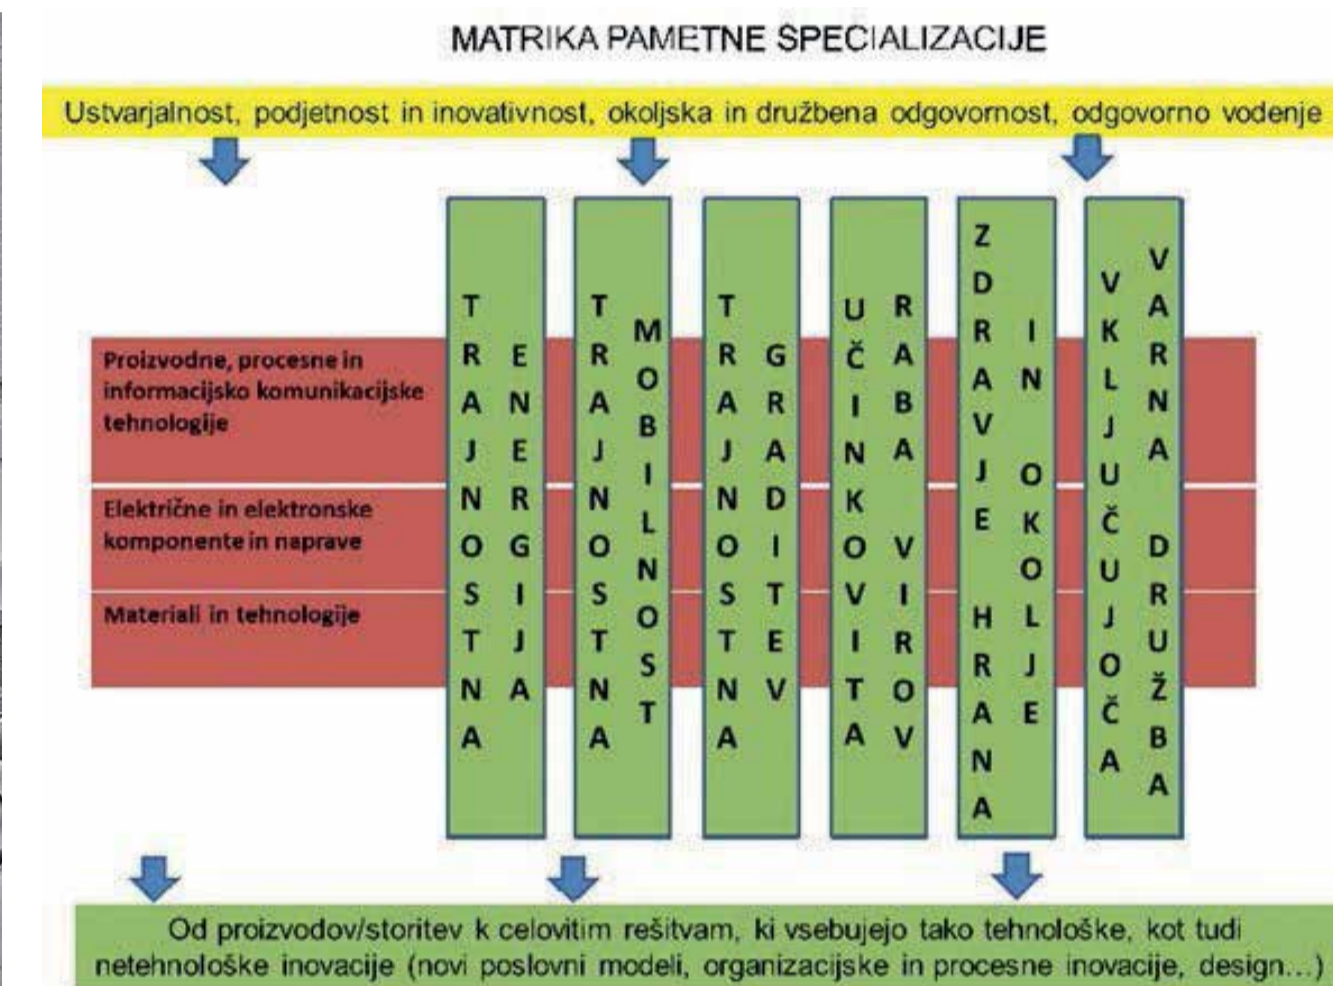 MATRIKA PAMETNE SPECIALIZACIJE
Ustvarjalnost, podjetnost in inovativnost, okoljska in družbena odgovornost, odgovorno vodenje
Proizvodne, procesne in
informacijsko komunikacijske
tehnologije
Električne in elektronske
komponente in naprave
Materiali in tehnologije
TRAJNOSTNA
ENERGIJA
TRAJNOSTNA
MOBILNOST
TRAJNOSTNA
GRADITEV
UČINKOVITA
RABA VIROV
ZDRAVJE HRANA
IN OKOLJE
VKLJUČUJOČA
VARNA DRUŽBA
Od proizvodov/storitev k celovitim rešitvam, ki vsebujejo tako tehnološke, kot tudi
netehnološke inovacije (novi poslovni modeli, organizacijske in procesne inovacije, design...)